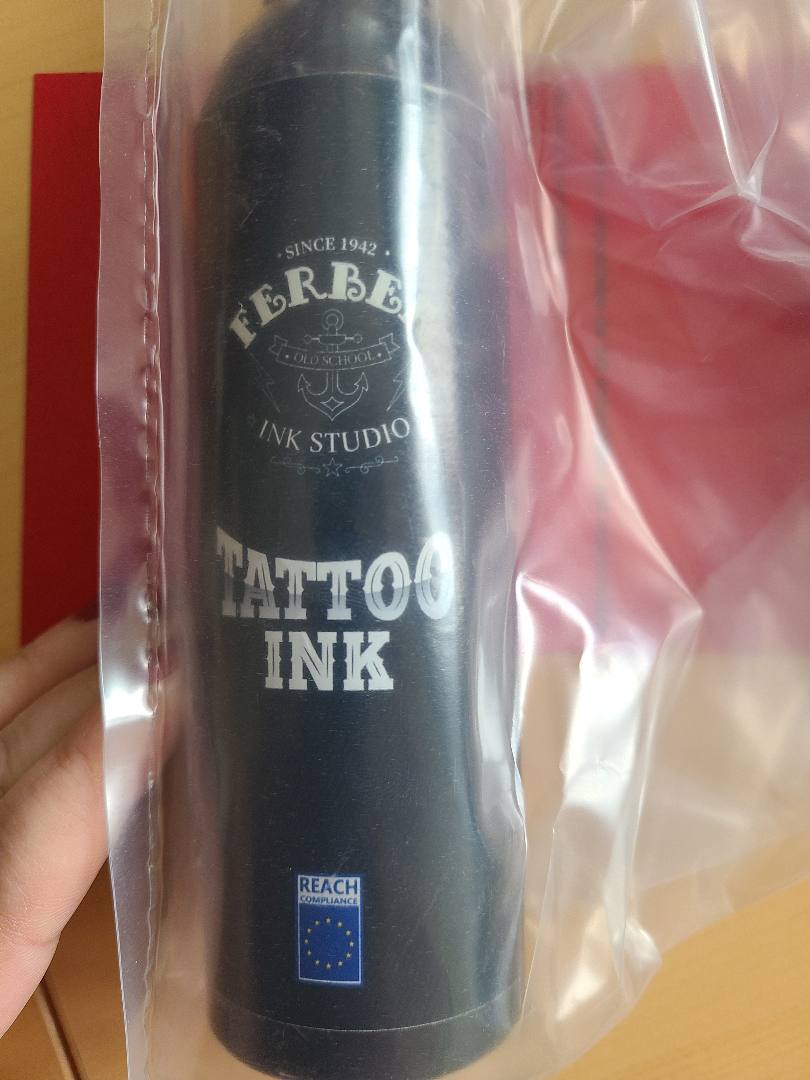 · SINCE 1942 ·
· OLD SCHOOL ·
INK STUDIO
TATTOO
INK
REACH
COMPLIANCE